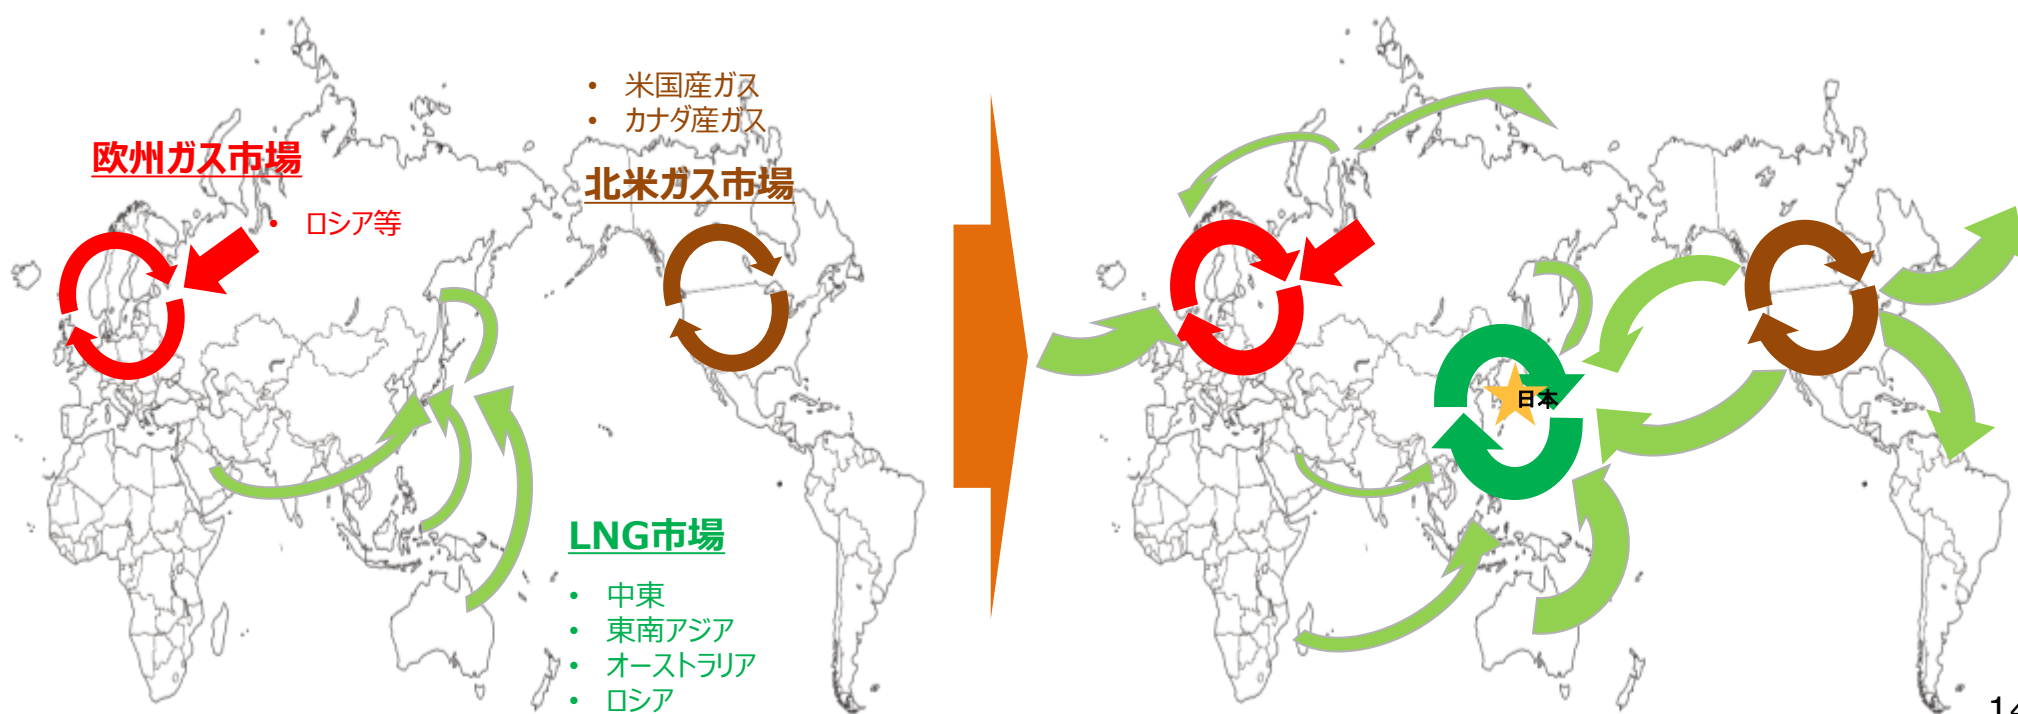 • 米国産ガス
• カナダ産ガス
欧州ガス市場
北米ガス市場
• ロシア等
LNG市場
• 中東
• 東南アジア
• オーストラリア
• ロシア
日本
14